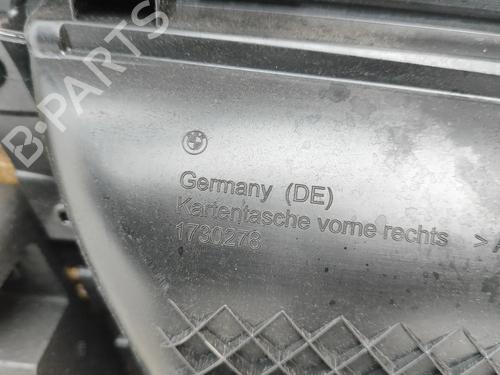 B-PARTS
Germany (DE)
Kartentasche vorne rechts >
1730278